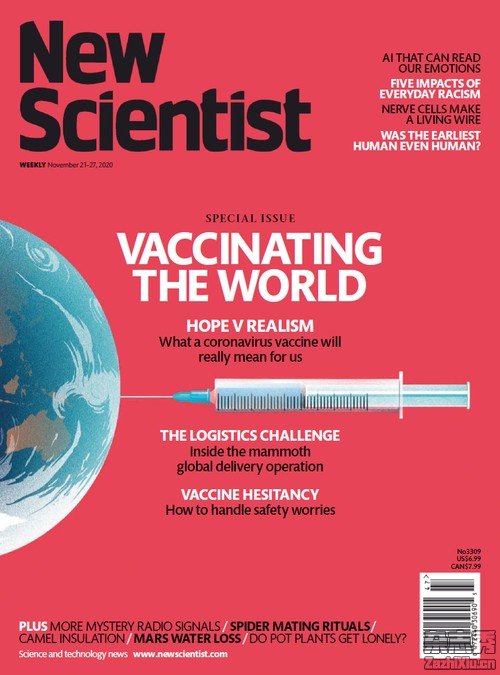 New
Scientist
WEEKLY November 21–27, 2020
AI THAT CAN READ
OUR EMOTIONS
FIVE IMPACTS OF
EVERYDAY RACISM
NERVE CELLS MAKE
A LIVING WIRE
WAS THE EARLIEST
HUMAN EVEN HUMAN?
SPECIAL ISSUE
VACCINATING
THE WORLD
HOPE V REALISM
What a coronavirus vaccine will
really mean for us
THE LOGISTICS CHALLENGE
Inside the mammoth
global delivery operation
VACCINE HESITANCY
How to handle safety worries
No3309
US$6.99
CAN$7.99
47>
PLUS MORE MYSTERY RADIO SIGNALS / SPIDER MATING RITUALS /
CAMEL INSULATION / MARS WATER LOSS / DO POT PLANTS GET LONELY?
Science and technology news www.newscientist.com
ZaZhiXiu.cn